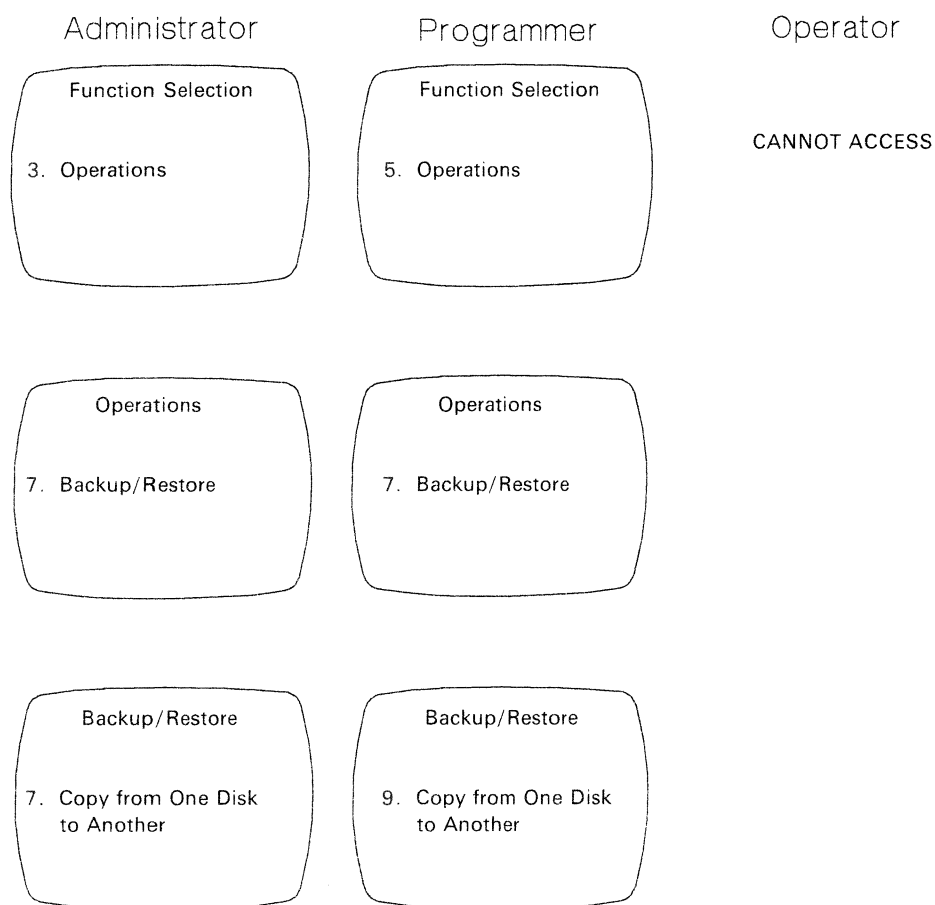 Administrator
Programmer
Operator
Function Selection
3. Operations
Function Selection
5. Operations
CANNOT ACCESS
Operations
7. Backup/Restore
Operations
7. Backup/Restore
Backup/Restore
7. Copy from One Disk
to Another
Backup/Restore
9. Copy from One Disk
to Another